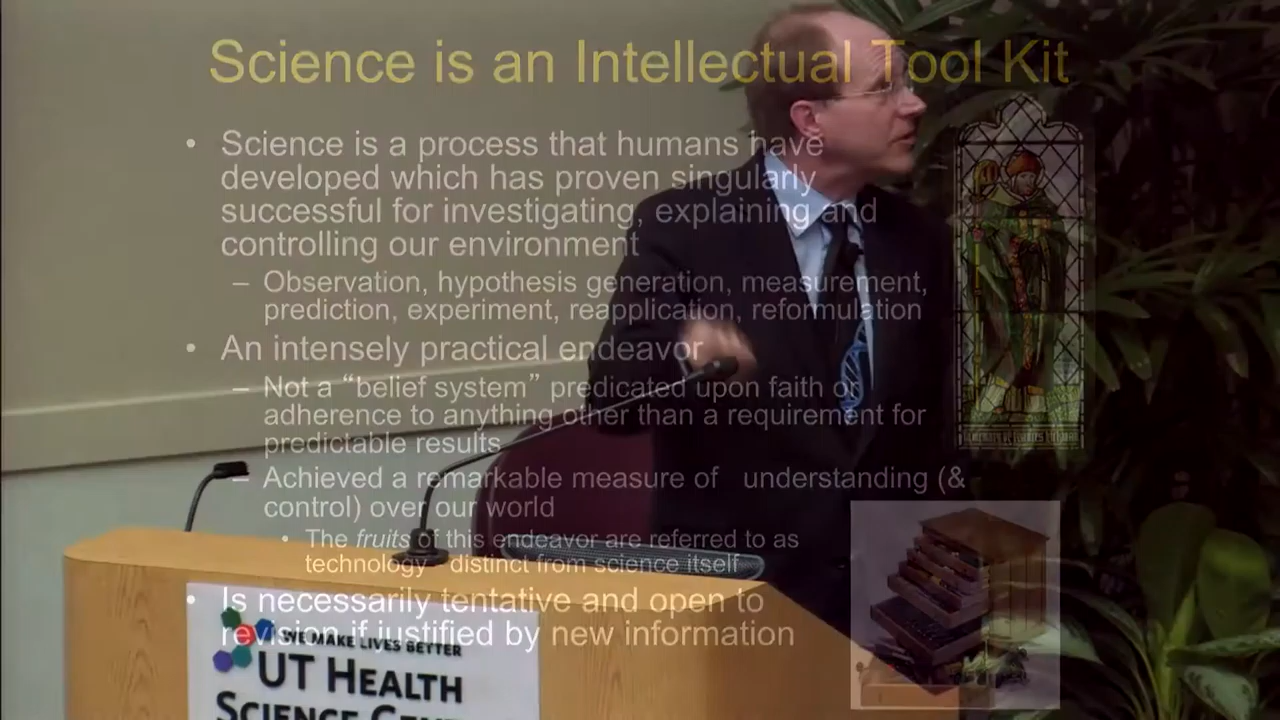 Science is an Intellectual Tool Kit
• Science is a process that humans have
developed which has proven singularly
successful for investigating, explaining and
controlling our environment
– Observation, hypothesis generation, measurement,
prediction, experiment, reapplication, reformulation
• An intensely practical endeavor
– Not a “belief system” predicated upon faith or
adherence to anything other than a requirement for
predictable results
– Achieved a remarkable measure of understanding (&
control) over our world
• The fruits of this endeavor are referred to as
technology distinct from science itself
• Is necessarily tentative and open to
revision if justified by new information
WE MAKE LIVES BETTER
UT HEALTH
SCIENCE